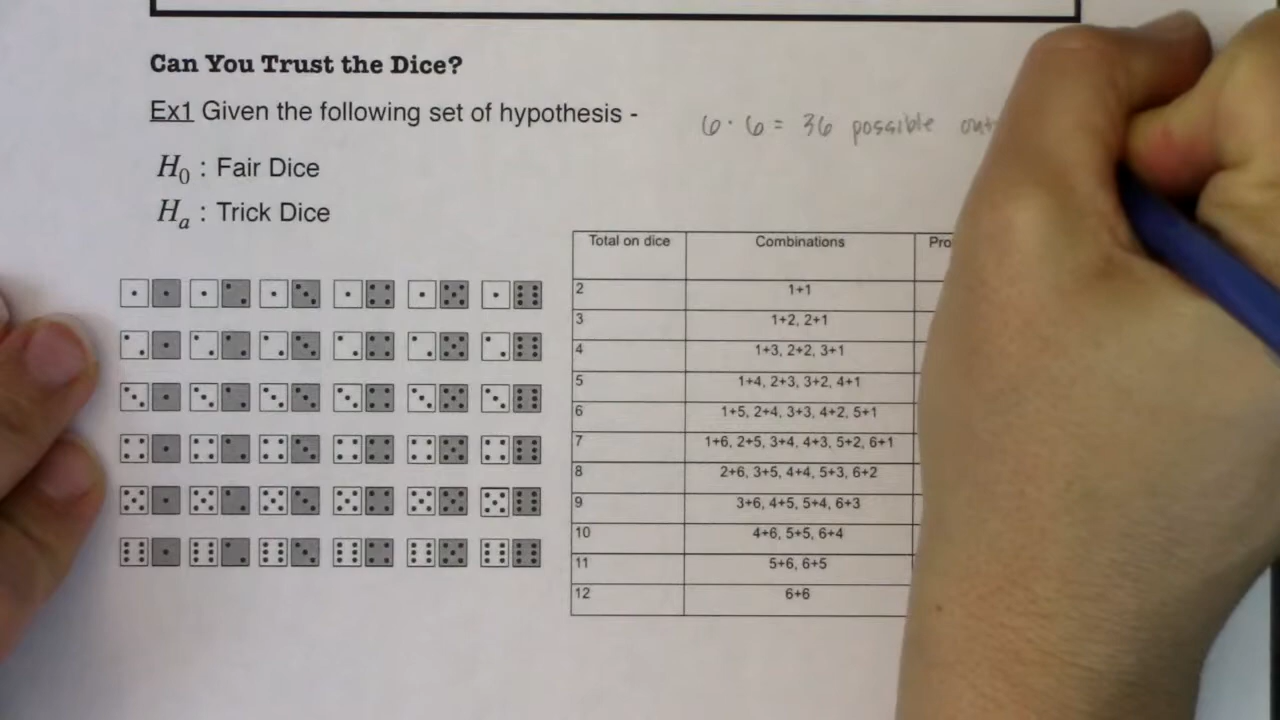 Can You Trust the Dice?
Ex1 Given the following set of hypothesis -
6 · 6 = 36 possible
H0 : Fair Dice
Ha : Trick Dice
Total on dice Combinations Pro
2 1+1
3 1+2, 2+1
4 1+3, 2+2, 3+1
5 1+4, 2+3, 3+2, 4+1
6 1+5, 2+4, 3+3, 4+2, 5+1
7 1+6, 2+5, 3+4, 4+3, 5+2, 6+1
8 2+6, 3+5, 4+4, 5+3, 6+2
9 3+6, 4+5, 5+4, 6+3
10 4+6, 5+5, 6+4
11 5+6, 6+5
12 6+6